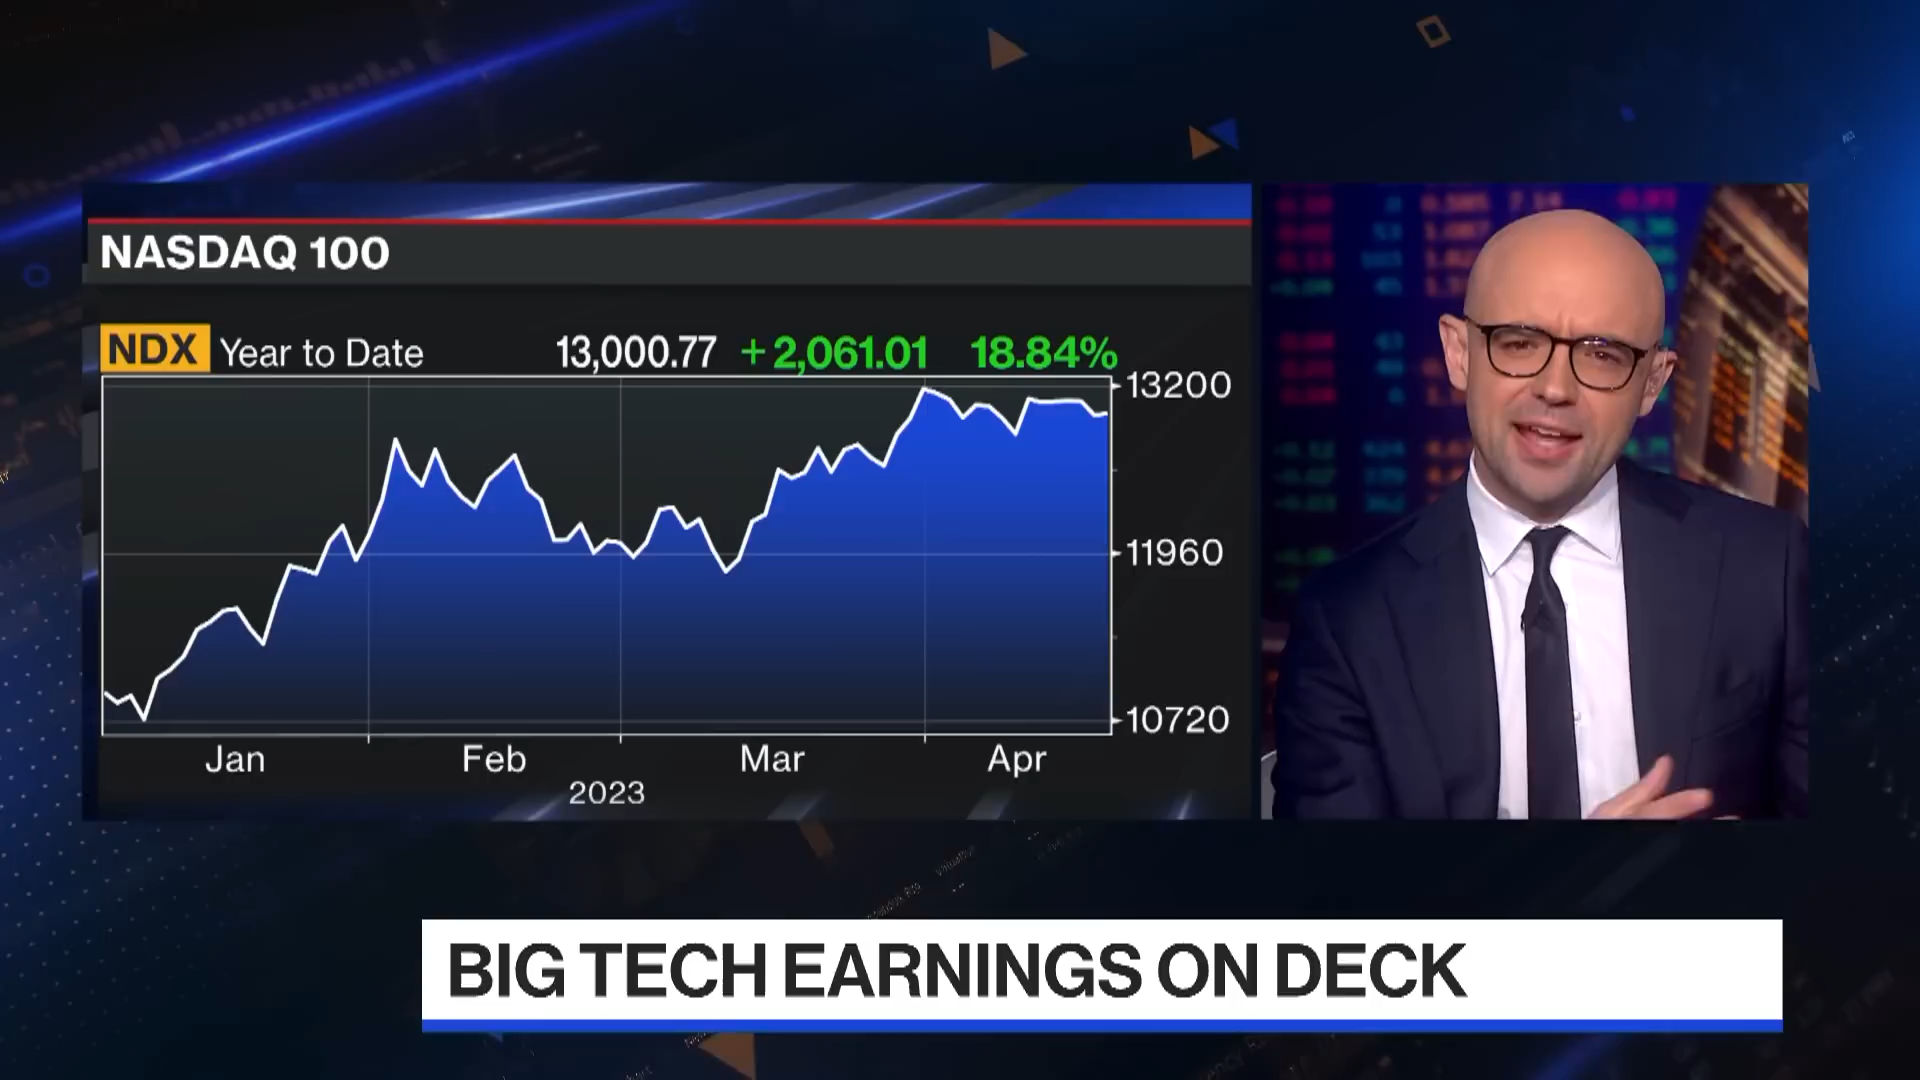 NASDAQ 100
NDX Year to Date 13,000.77 +2,061.01 18.84%
13200
11960
10720
Jan Feb Mar Apr
2023
BIG TECH EARNINGS ON DECK